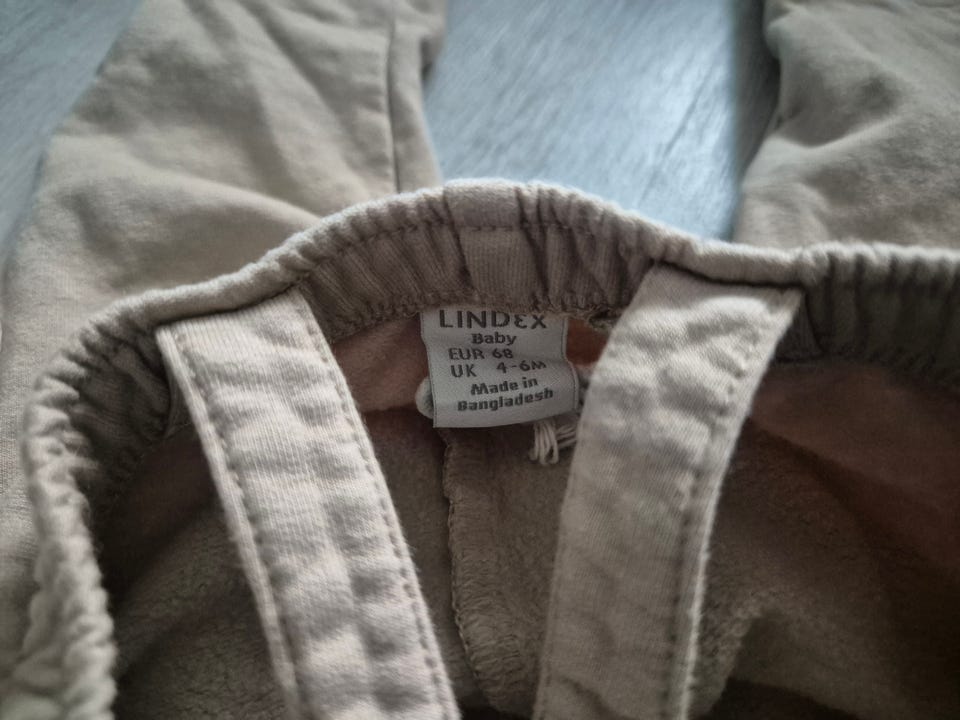 LINDEX
Baby
EUR 68
UK 4-6M
Made in
Bangladesh